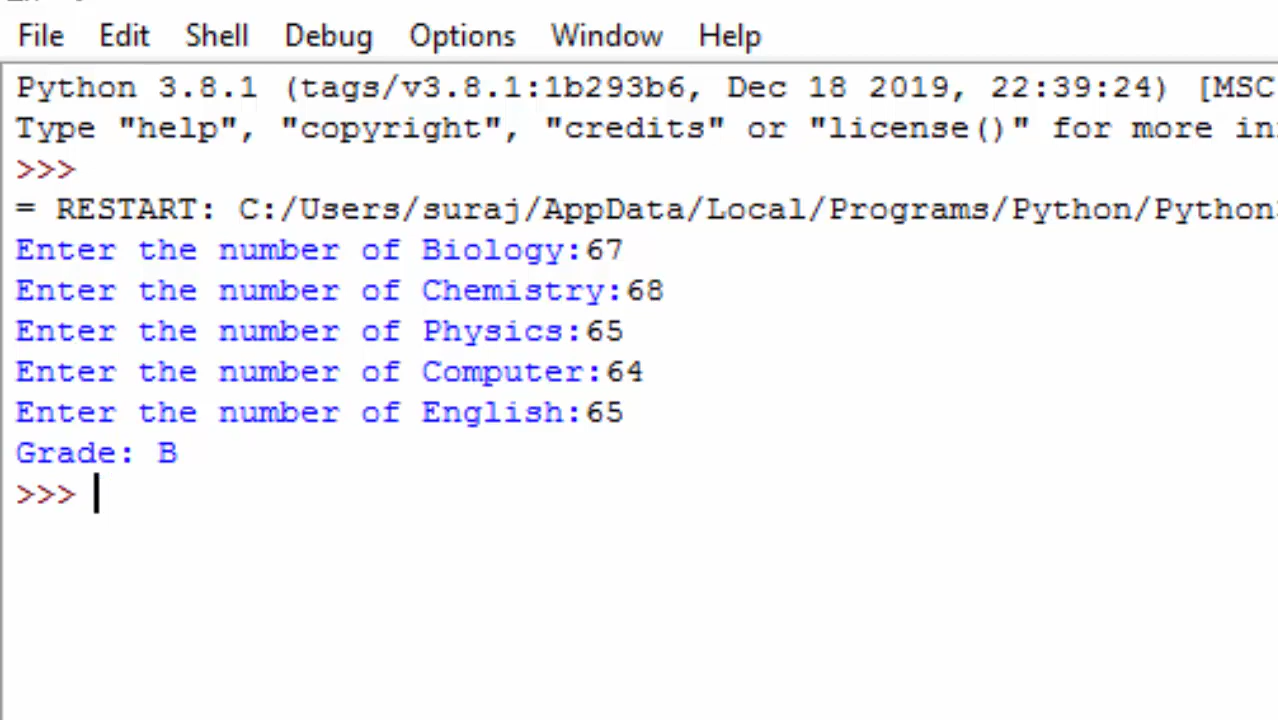 File Edit Shell Debug Options Window Help
Python 3.8.1 (tags/v3.8.1:1b293b6, Dec 18 2019, 22:39:24) [MSC
Type "help", "copyright", "credits" or "license()" for more
>>>
= RESTART: C:/Users/suraj/AppData/Local/Programs/Python/Python
Enter the number of Biology:67
Enter the number of Chemistry:68
Enter the number of Physics:65
Enter the number of Computer:64
Enter the number of English:65
Grade: B
>>>